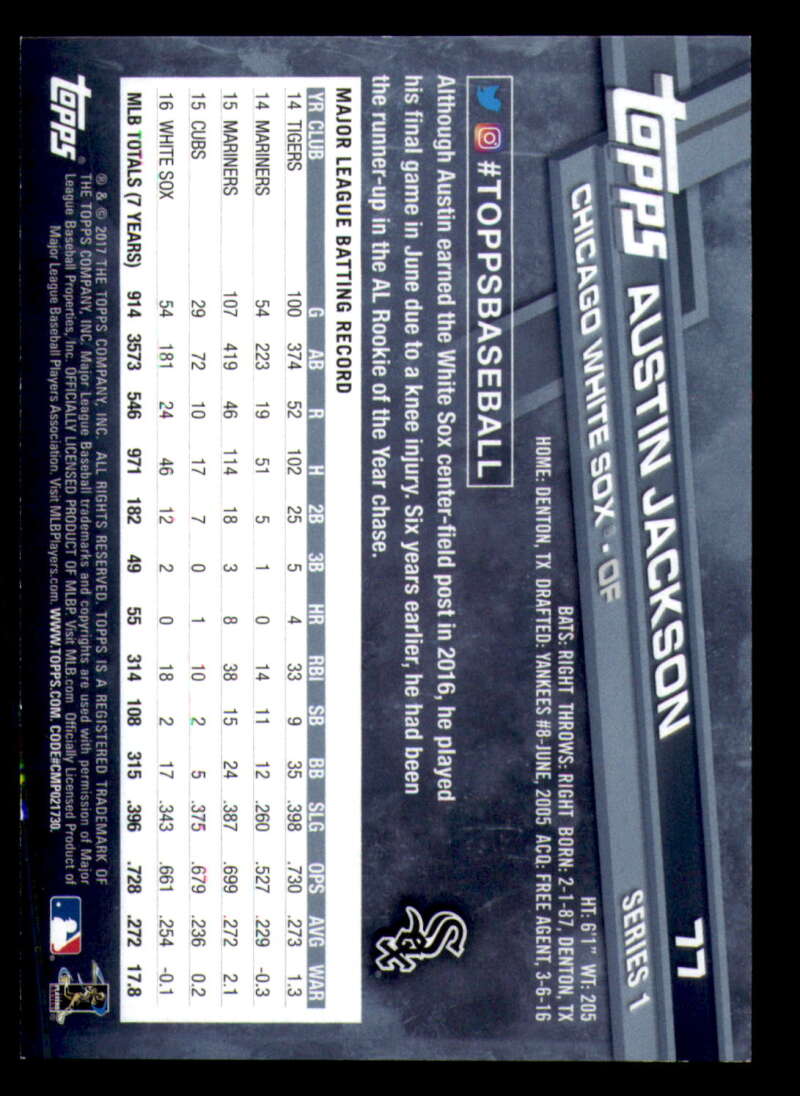 topps AUSTIN JACKSON 77
CHICAGO WHITE SOX® • OF SERIES 1
HT: 6'1" WT: 205
BATS: RIGHT THROWS: RIGHT BORN: 2-1-87, DENTON, TX
HOME: DENTON, TX DRAFTED: YANKEES #8-JUNE, 2005 ACQ: FREE AGENT, 3-6-16
#TOPPSBASEBALL
Although Austin earned the White Sox center-field post in 2016, he played
his final game in June due to a knee injury. Six years earlier, he had been
the runner-up in the AL Rookie of the Year chase.
SOX
MAJOR LEAGUE BATTING RECORD
YR CLUB G AB R H 2B 3B HR RBI SB BB SLG OPS AVG WAR
14 TIGERS 100 374 52 102 25 5 4 33 9 35 .398 .730 .273 1.3
14 MARINERS 54 223 19 51 5 1 0 14 11 12 .260 .527 .229 -0.3
15 MARINERS 107 419 46 114 18 3 8 38 15 24 .387 .699 .272 2.1
15 CUBS 29 72 10 17 7 0 1 10 2 5 .375 .679 .236 0.2
16 WHITE SOX 54 181 24 46 12 2 0 18 2 17 .343 .661 .254 -0.1
MLB TOTALS (7 YEARS) 914 3573 546 971 182 49 55 314 108 315 .396 .728 .272 17.8
topps®
® & © 2017 THE TOPPS COMPANY, INC. ALL RIGHTS RESERVED. TOPPS IS A REGISTERED TRADEMARK OF
THE TOPPS COMPANY, INC. Major League Baseball trademarks and copyrights are used with permission of Major
League Baseball Properties, Inc. OFFICIALLY LICENSED PRODUCT OF MLBP. Visit MLB.com Officially Licensed Product of
Major League Baseball Players Association. Visit MLBPlayers.com. WWW.TOPPS.COM. CODE#CMP021730.